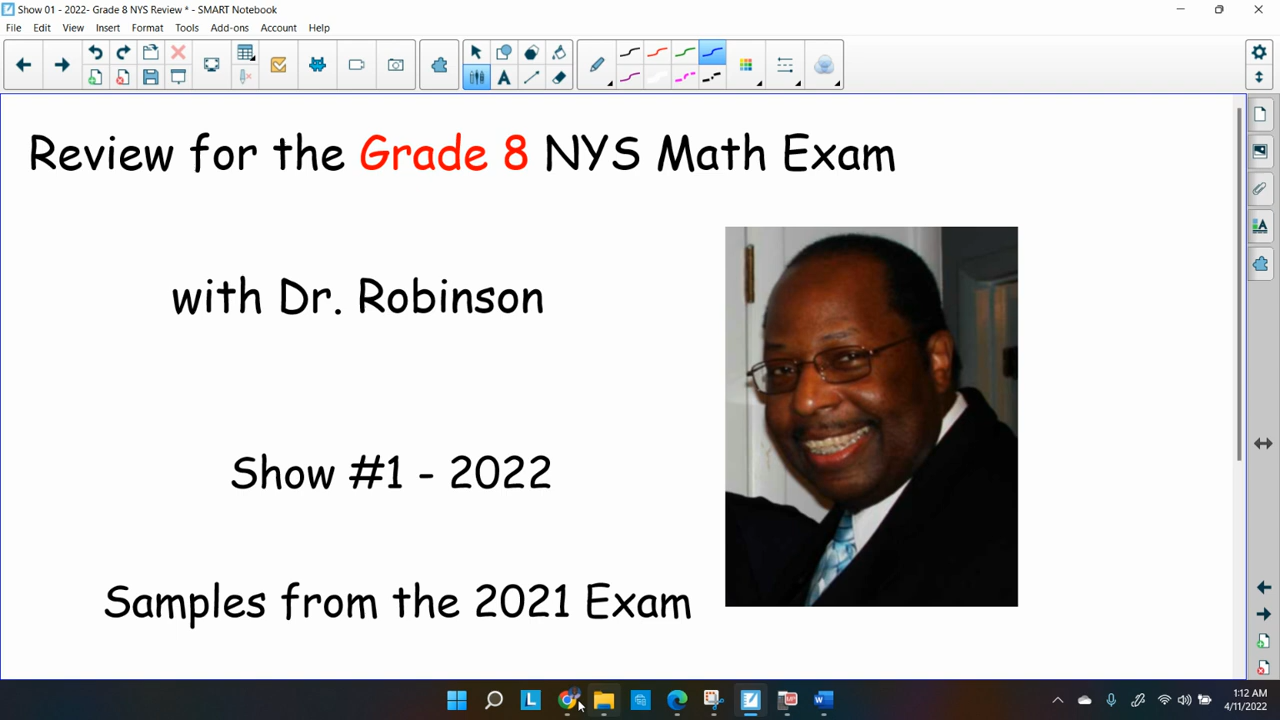 Show 01 - 2022- Grade 8 NYS Review * - SMART Notebook
File Edit View Insert Format Tools Add-ons Account Help
Review for the Grade 8 NYS Math Exam
with Dr. Robinson
Show #1 - 2022
Samples from the 2021 Exam
1:12 AM
4/11/2022